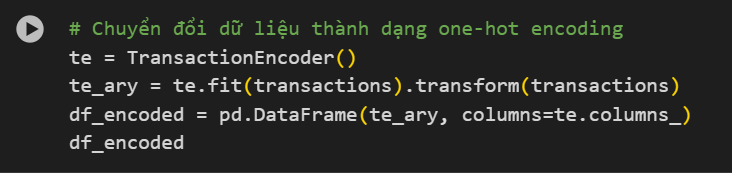 # Chuyển đổi dữ liệu thành dạng one-hot encoding
te = TransactionEncoder()
te_ary = te.fit(transactions).transform(transactions)
df_encoded = pd.DataFrame(te_ary, columns=te.columns_)
df_encoded